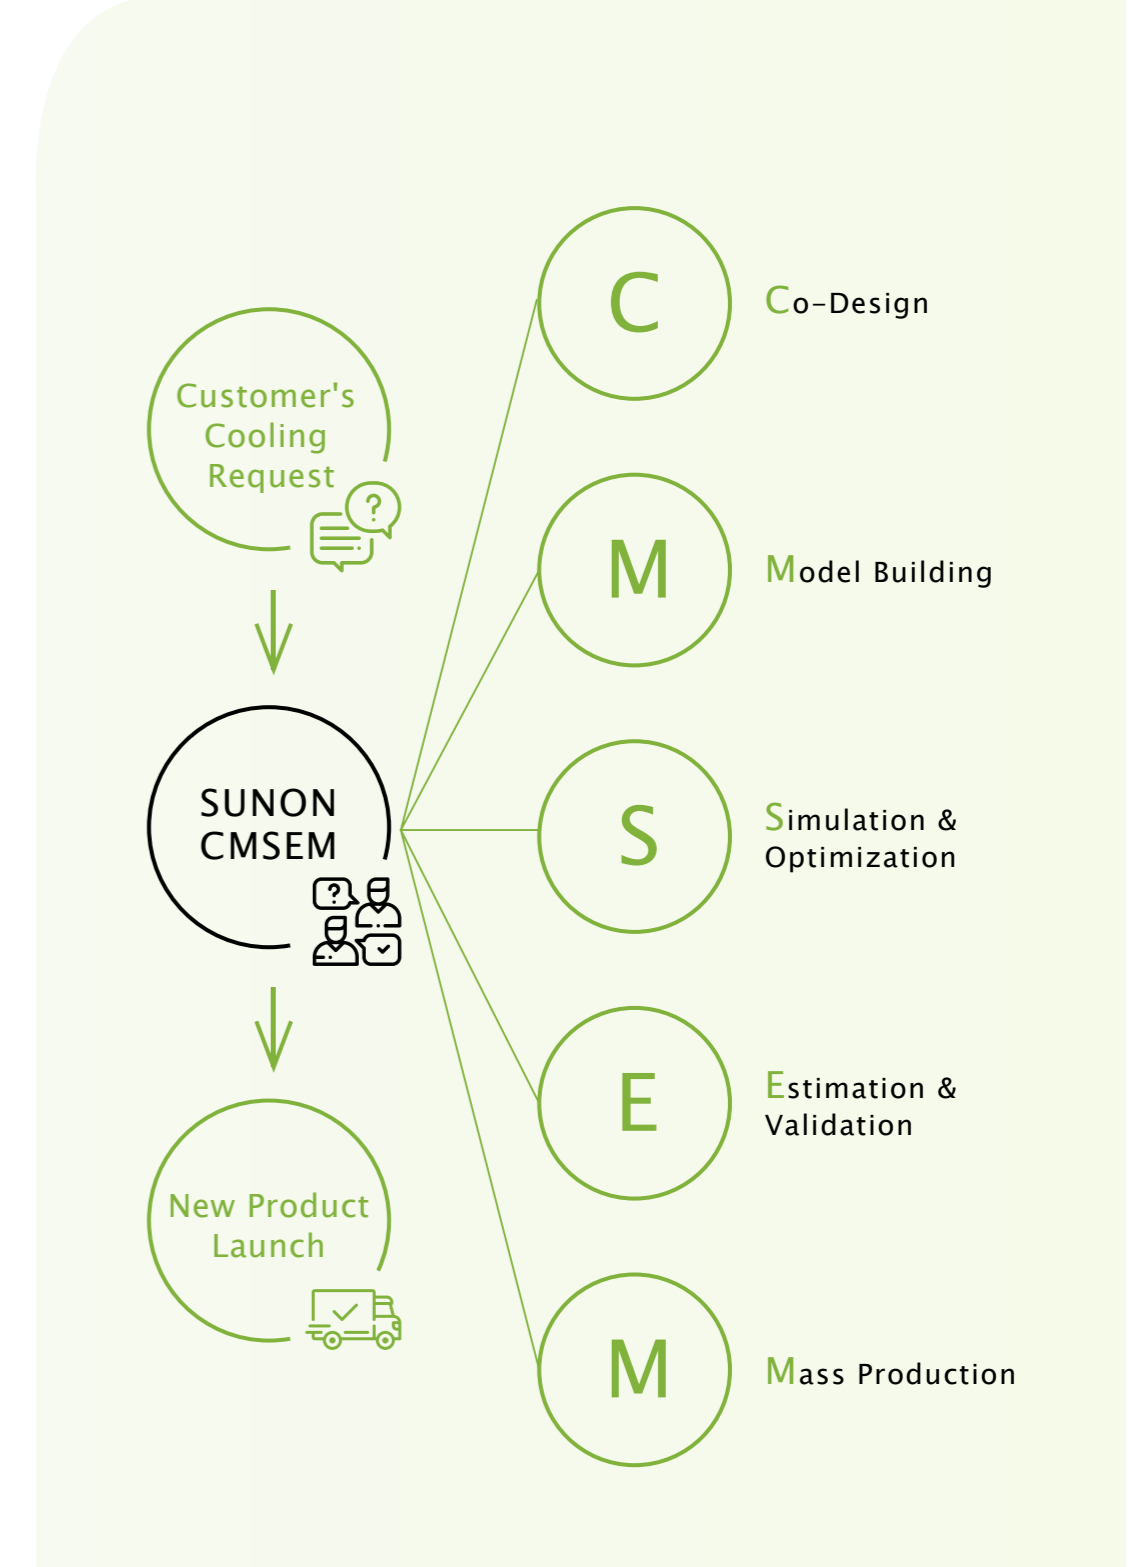 Customer's
Cooling
Request
?
SUNON
CMSEM
?
New Product
Launch
C
Co-Design
M
Model Building
S
Simulation &
Optimization
E
Estimation &
Validation
M
Mass Production